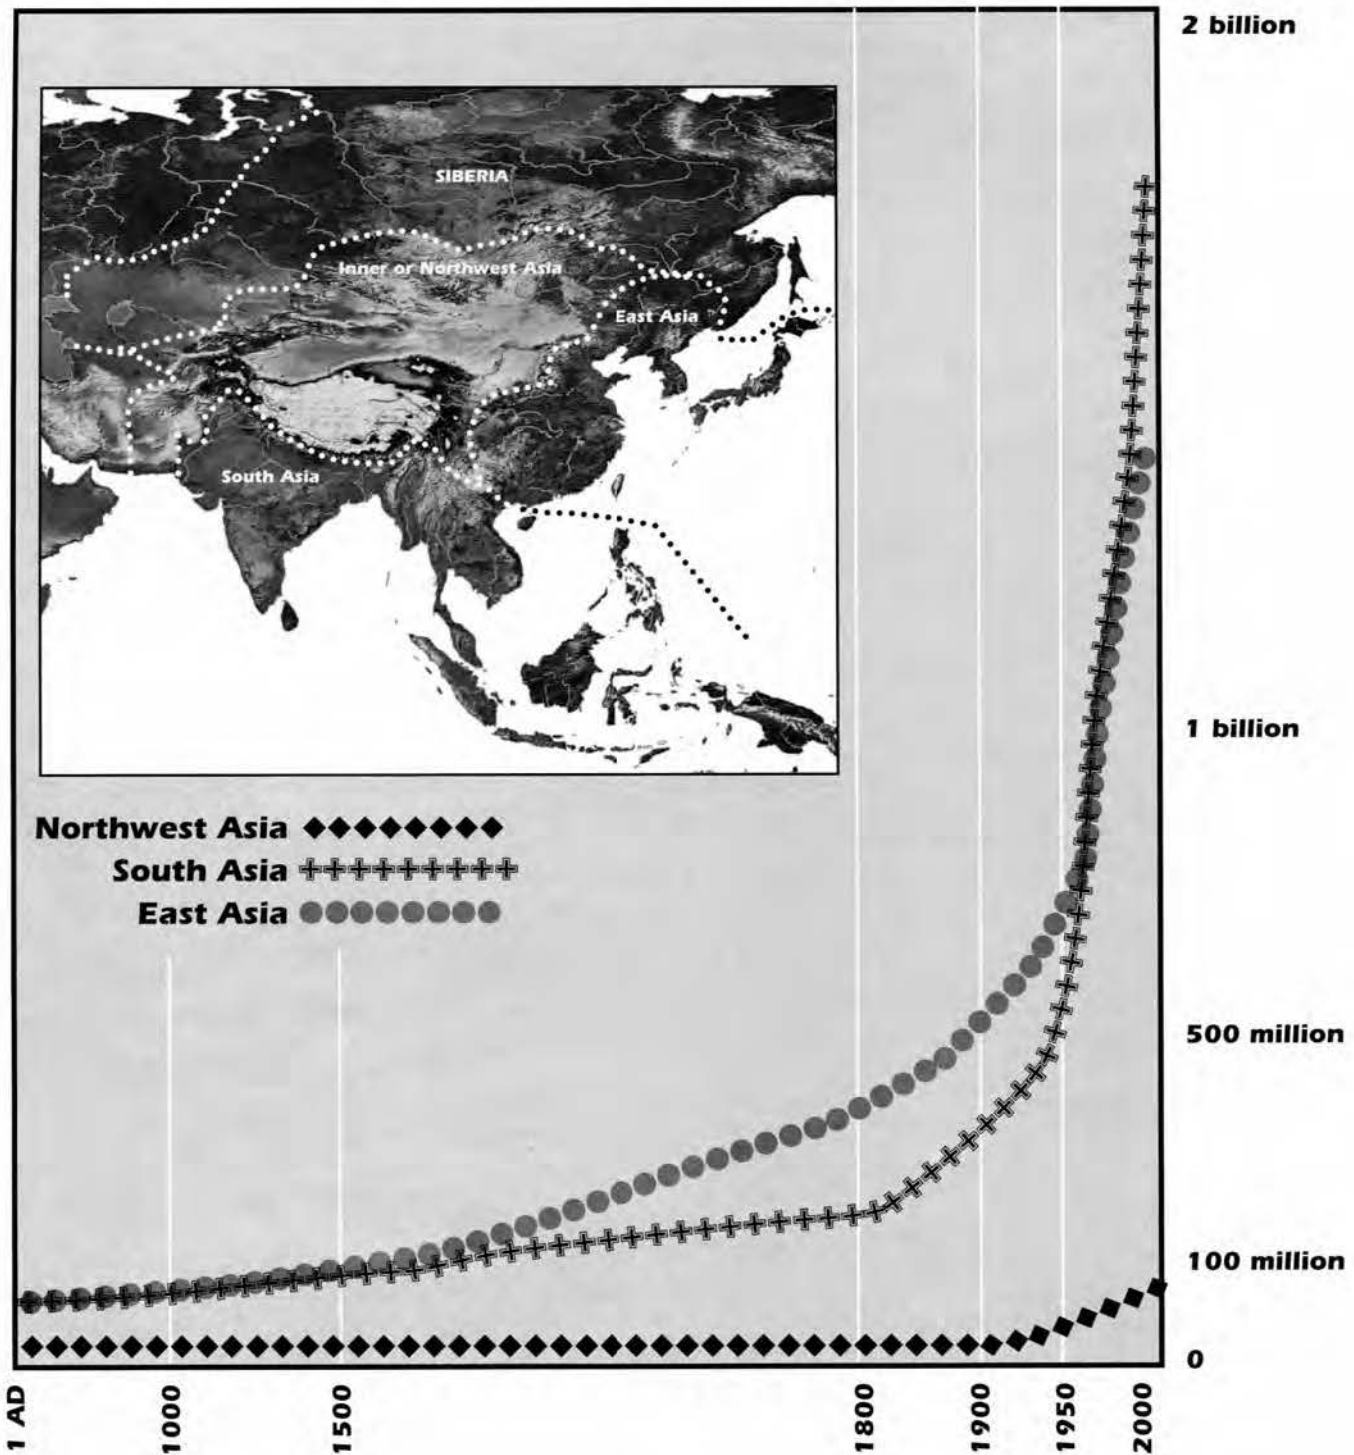 2 billion
SIBERIA
Inner or Northwest Asia
East Asia
South Asia
1 billion
Northwest Asia
South Asia
East Asia
500 million
100 million
0
1 AD
1000
1500
1800
1900
1950
2000